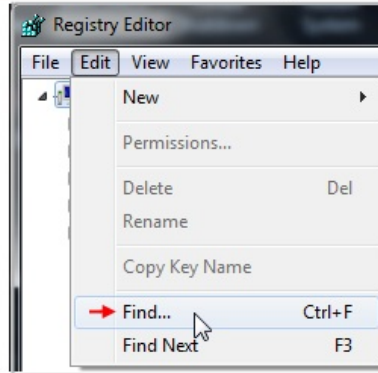 Registry Editor
File Edit View Favorites Help
New
Permissions...
Delete Del
Rename
Copy Key Name
Find... Ctrl+F
Find Next F3